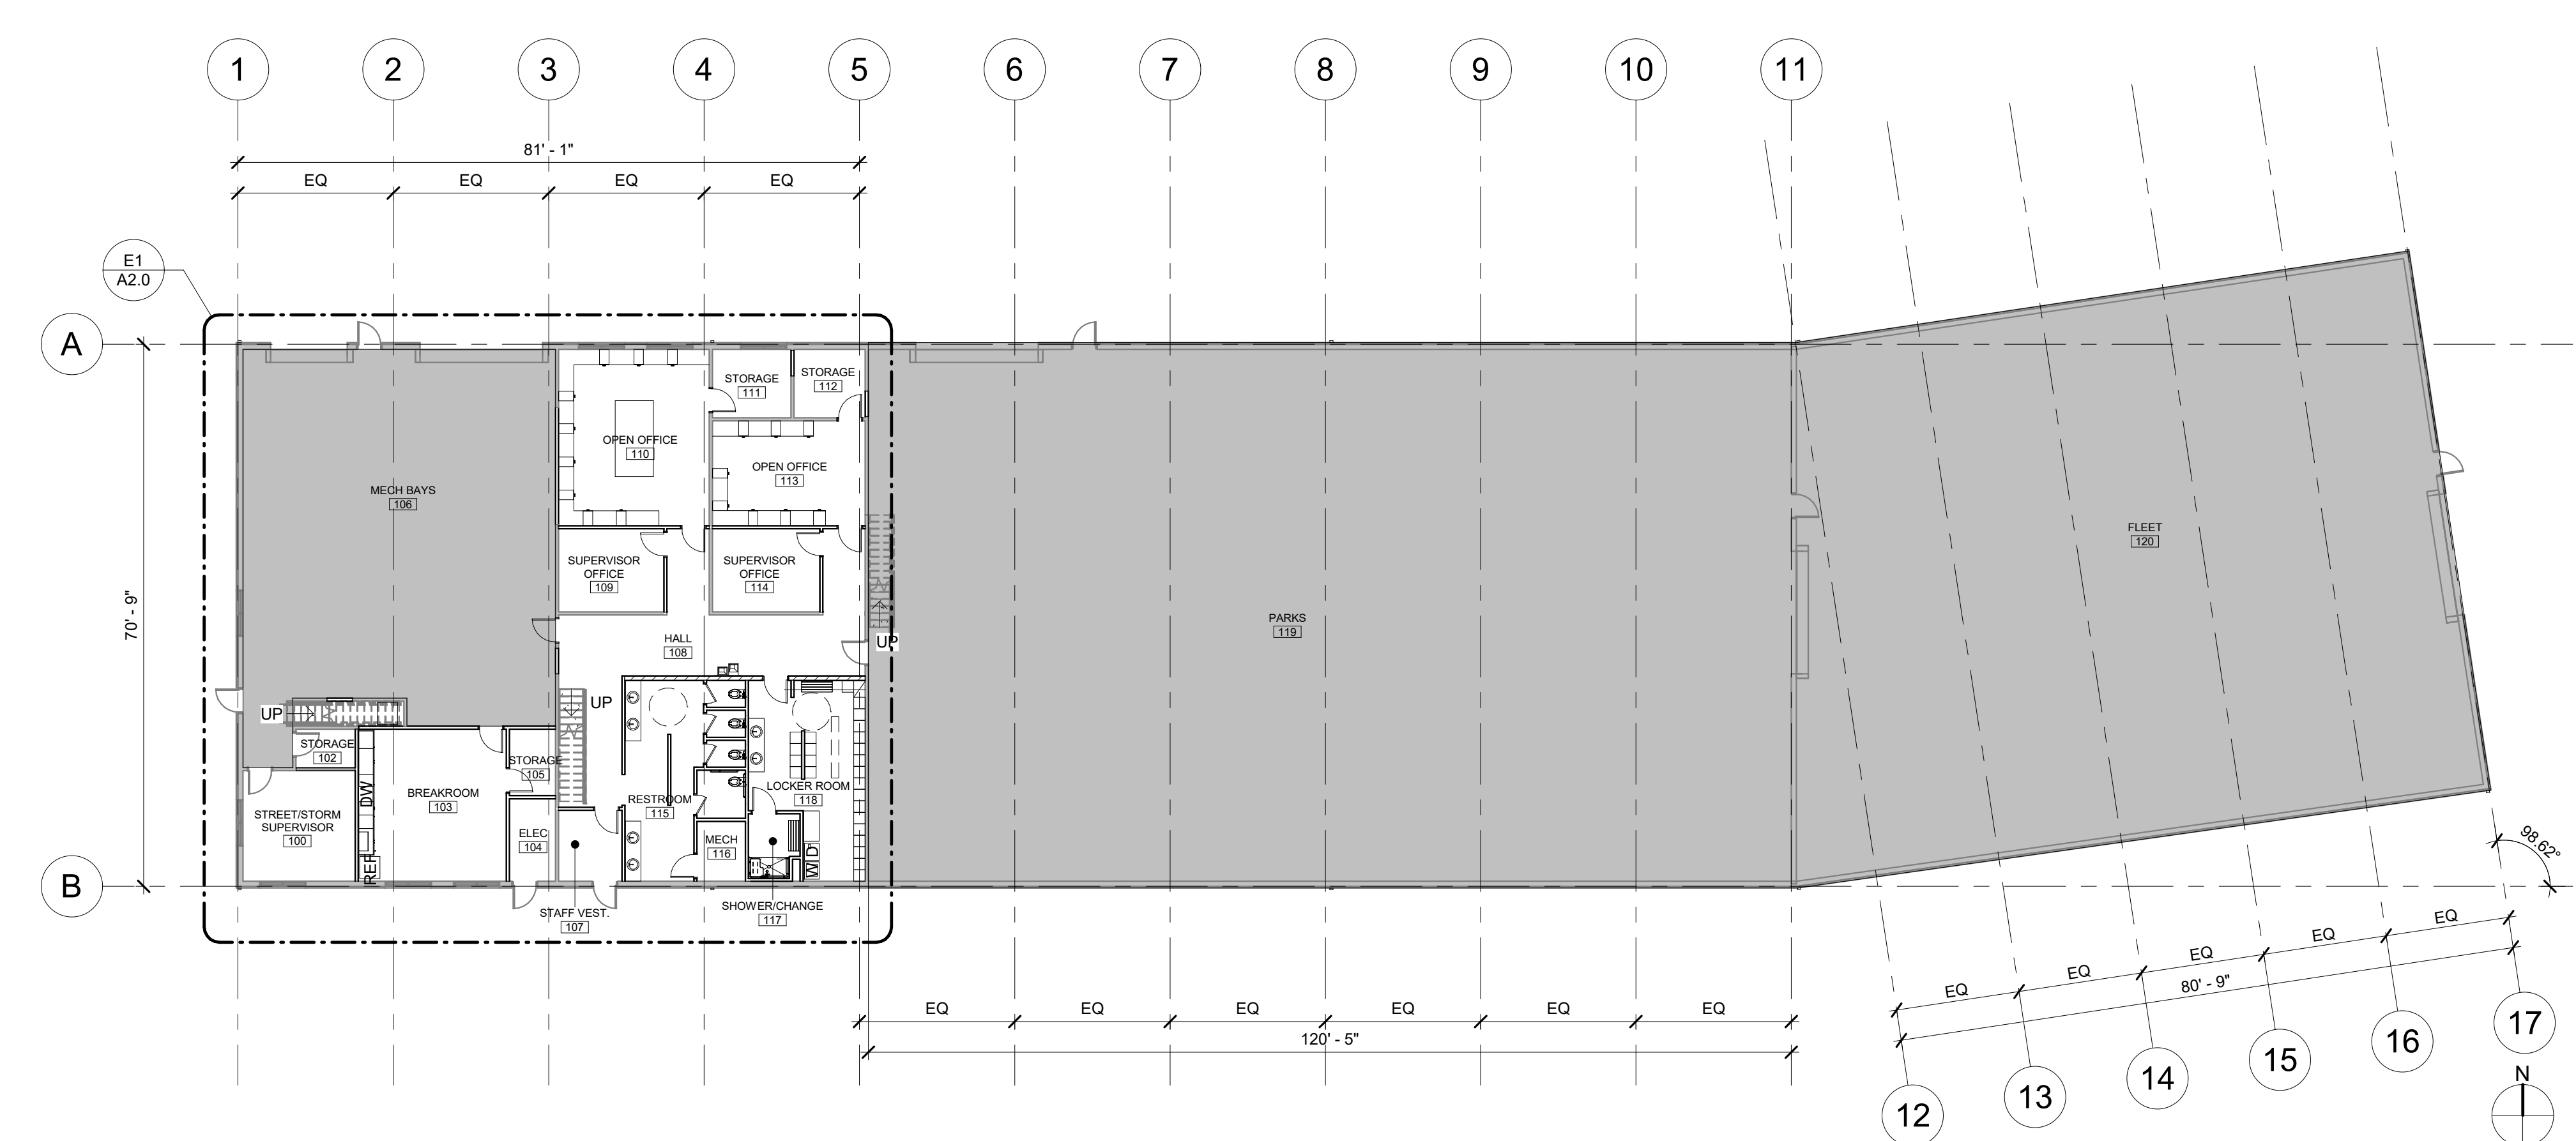 1 2 3 4 5 6 7 8 9 10 11
81' - 1"
EQ EQ EQ EQ
E1
A2.0
A
STORAGE
111
STORAGE
112
OPEN OFFICE
110
OPEN OFFICE
113
MECH BAYS
106
FLEET
120
SUPERVISOR
OFFICE
109
SUPERVISOR
OFFICE
114
70' - 9"
PARKS
119
HALL
108
UP
UP
UP
STORAGE
102
STORAGE
105
BREAKROOM
103
DW
REF
STREET/STORM
SUPERVISOR
100
ELEC
104
RESTROOM
115
LOCKER ROOM
118
MECH
116
W D
B
STAFF VEST.
107
SHOWER/CHANGE
117
98.62°
EQ EQ EQ EQ EQ EQ
120' - 5"
EQ EQ EQ EQ EQ
80' - 9"
12 13 14 15 16 17
N